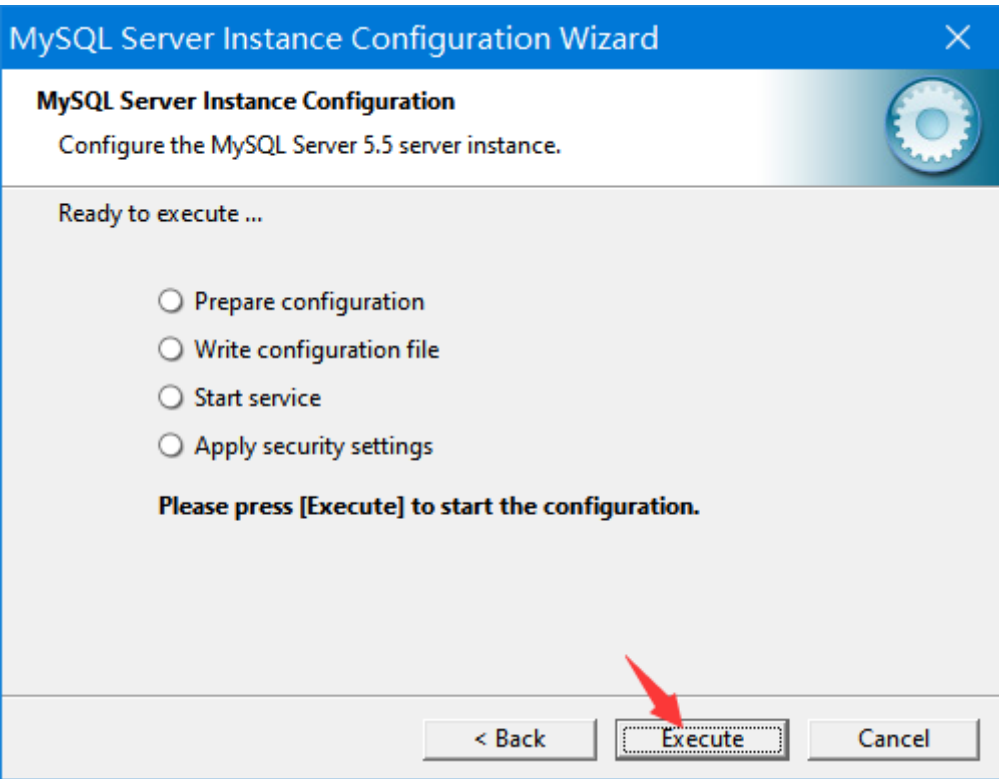 MySQL Server Instance Configuration Wizard
MySQL Server Instance Configuration
Configure the MySQL Server 5.5 server instance.
Ready to execute ...
Prepare configuration
Write configuration file
Start service
Apply security settings
Please press [Execute] to start the configuration.
< Back
Execute
Cancel